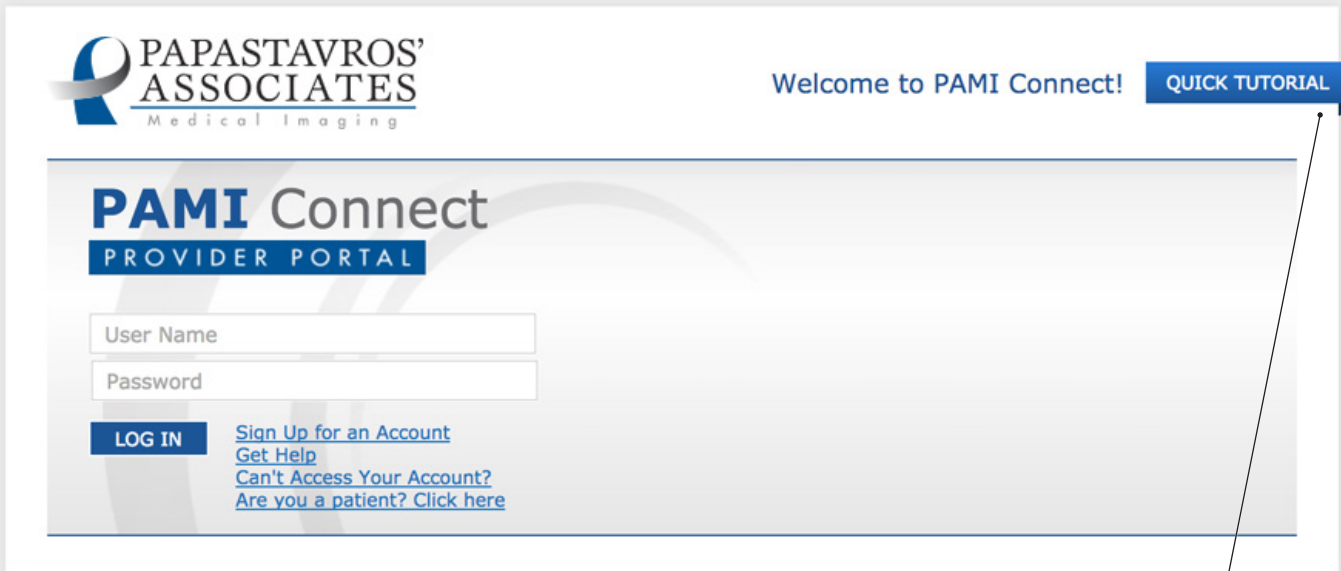 PAPASTAVROS'
ASSOCIATES
Medical Imaging
Welcome to PAMI Connect!
QUICK TUTORIAL
PAMI Connect
PROVIDER PORTAL
User Name
Password
LOG IN
Sign Up for an Account
Get Help
Can't Access Your Account?
Are you a patient? Click here